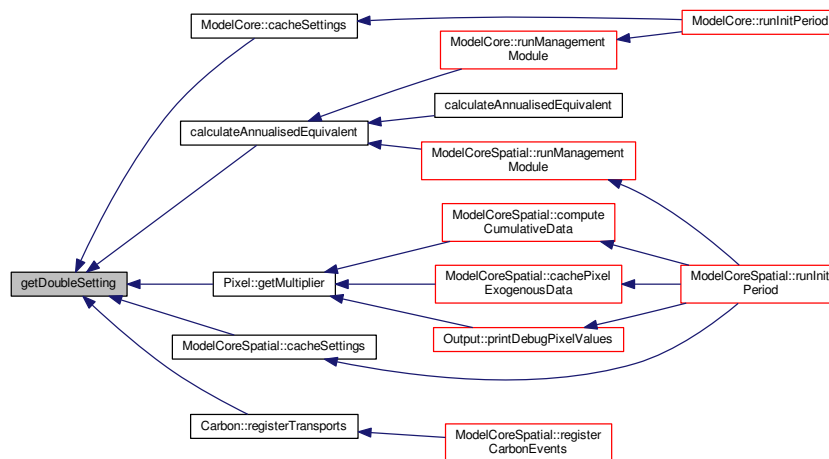 ModelCore::cacheSettings
ModelCore::runInitPeriod
ModelCore::runManagement
Module
calculateAnnualisedEquivalent
calculateAnnualisedEquivalent
ModelCoreSpatial::runManagement
Module
ModelCoreSpatial::compute
CumulativeData
getDoubleSetting
Pixel::getMultiplier
ModelCoreSpatial::cachePixel
ExogenousData
ModelCoreSpatial::runInit
Period
Output::printDebugPixelValues
ModelCoreSpatial::cacheSettings
Carbon::registerTransports
ModelCoreSpatial::register
CarbonEvents